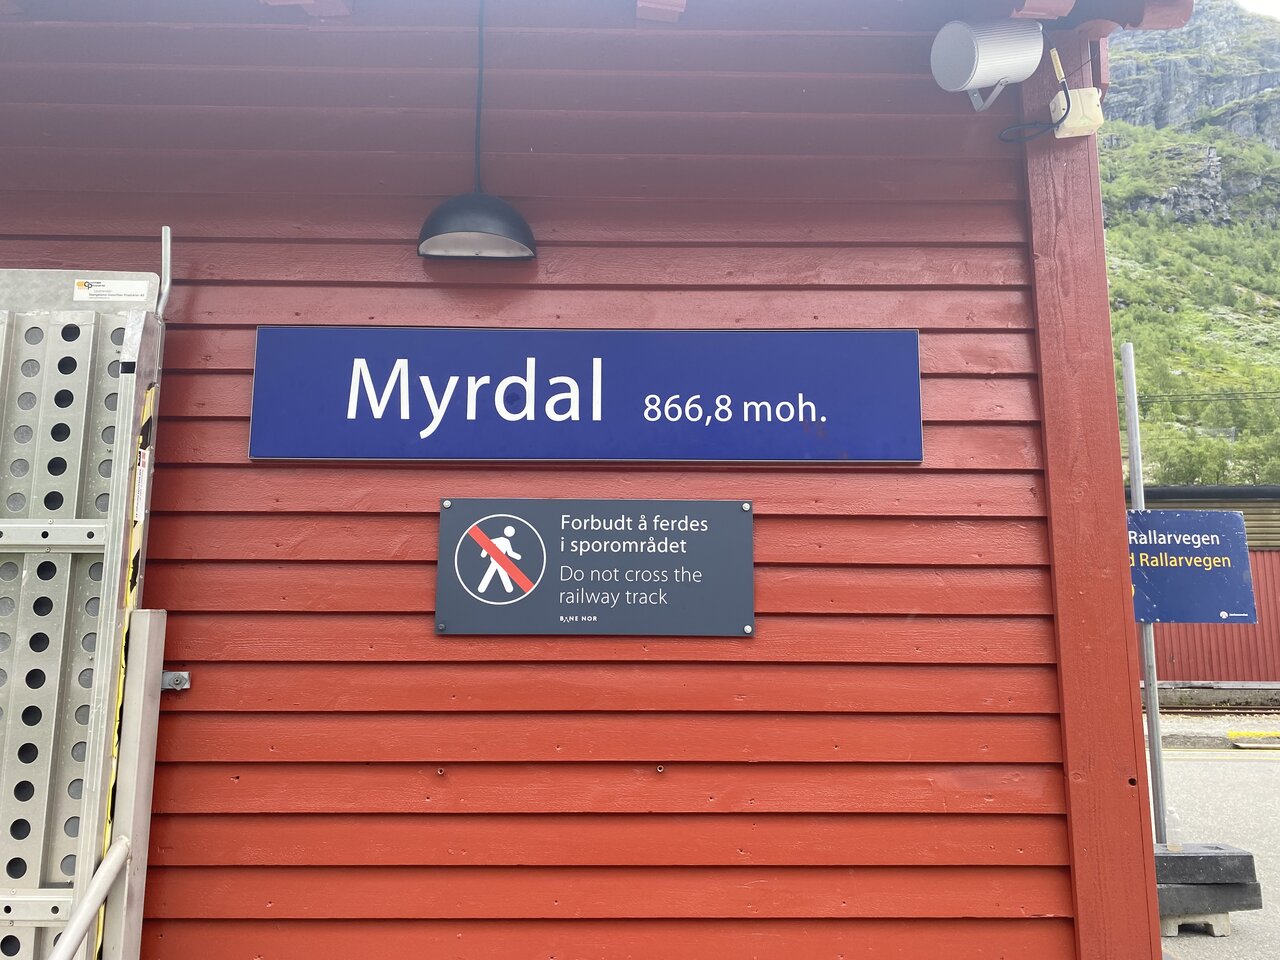 Myrdal 866,8 moh.
Forbudt å ferdes
i sporområdet
Do not cross the
railway track
BANE NOR
Rallarvegen
d Rallarvegen